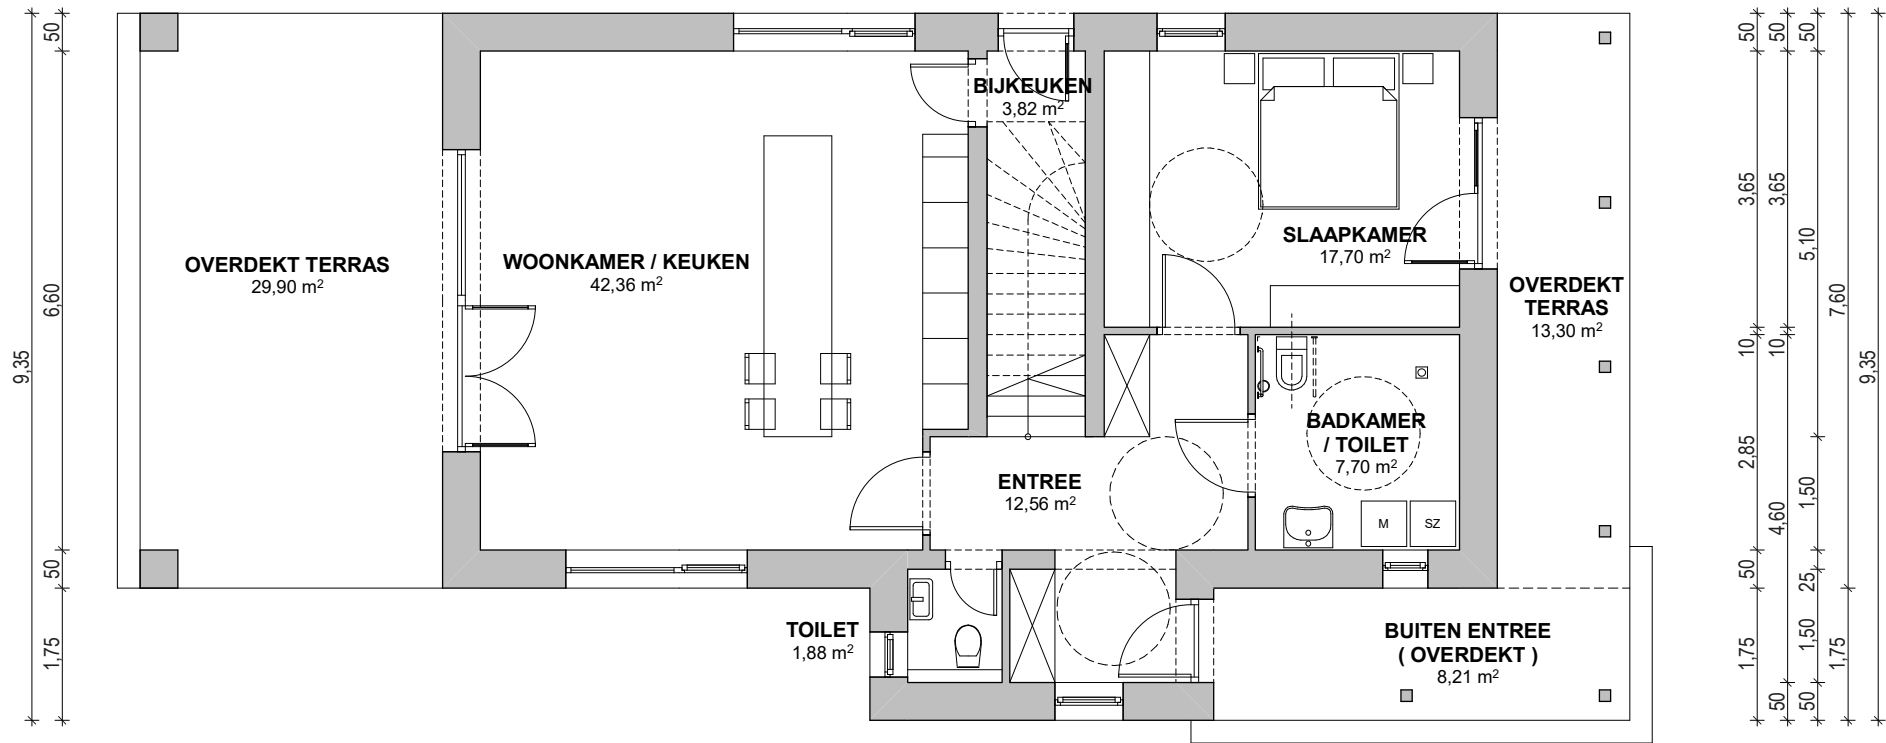 BIJKEUKEN
3,82 m²
OVERDEKT TERRAS
29,90 m²
WOONKAMER / KEUKEN
42,36 m²
SLAAPKAMER
17,70 m²
OVERDEKT
TERRAS
13,30 m²
BADKAMER
/ TOILET
7,70 m²
ENTREE
12,56 m²
M
SZ
TOILET
1,88 m²
BUITEN ENTREE
( OVERDEKT )
8,21 m²
9,35
50
6,60
50
1,75
50
3,65
10
2,85
50
1,75
50
3,65
10
4,60
50
50
5,10
1,50
25
1,50
50
7,60
1,75
9,35